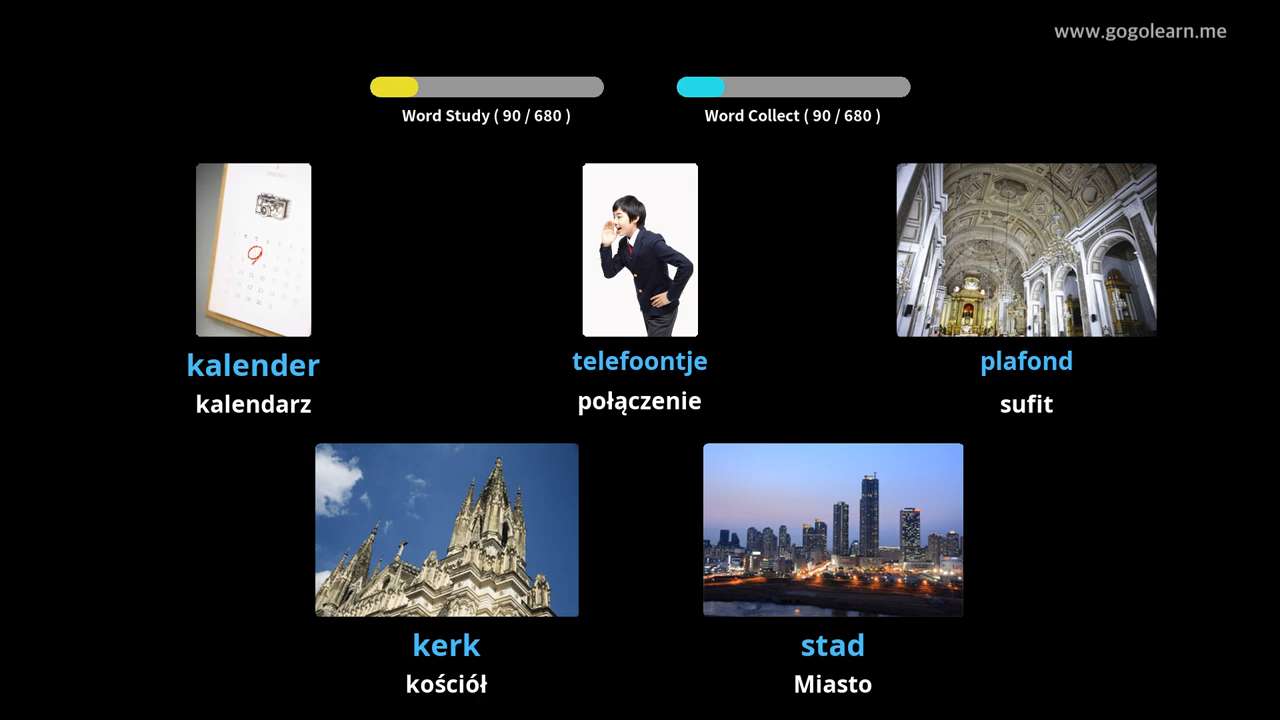 www.gogolearn.me
Word Study ( 90 / 680 )
Word Collect ( 90 / 680 )
kalender
kalendarz
telefoontje
połączenie
plafond
sufit
kerk
kościół
stad
Miasto